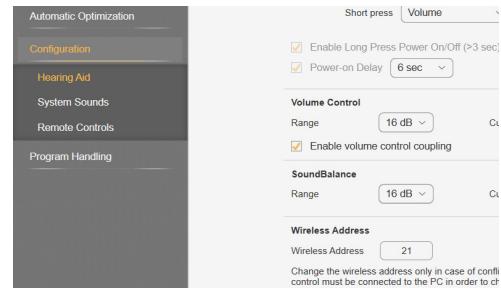 Automatic Optimization
Configuration
Hearing Aid
System Sounds
Remote Controls
Program Handling
Short press Volume
Enable Long Press Power On/Off (>3 sec)
Power-on Delay 6 sec
Volume Control
Range 16 dB
Enable volume control coupling
SoundBalance
Range 16 dB
Wireless Address
Wireless Address 21
Change the wireless address only in case of
control must be connected to the PC in order to